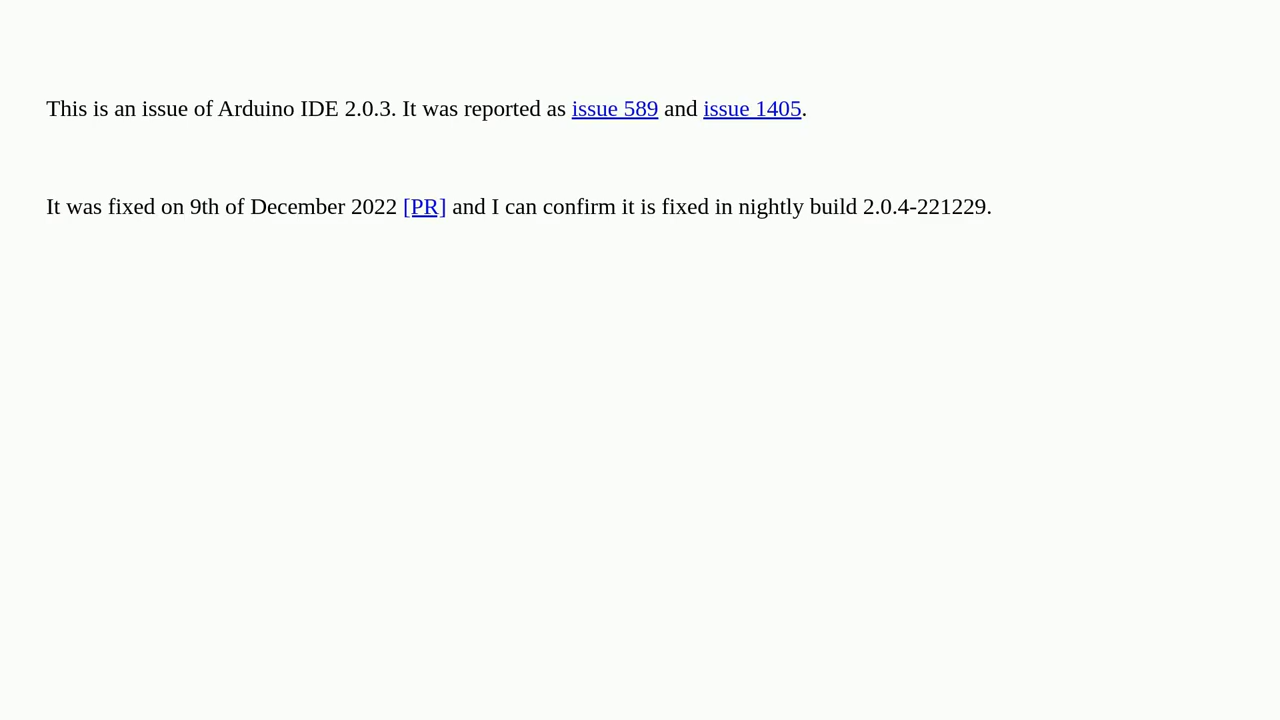 This is an issue of Arduino IDE 2.0.3. It was reported as issue 589 and issue 1405.
It was fixed on 9th of December 2022 [PR] and I can confirm it is fixed in nightly build 2.0.4-221229.